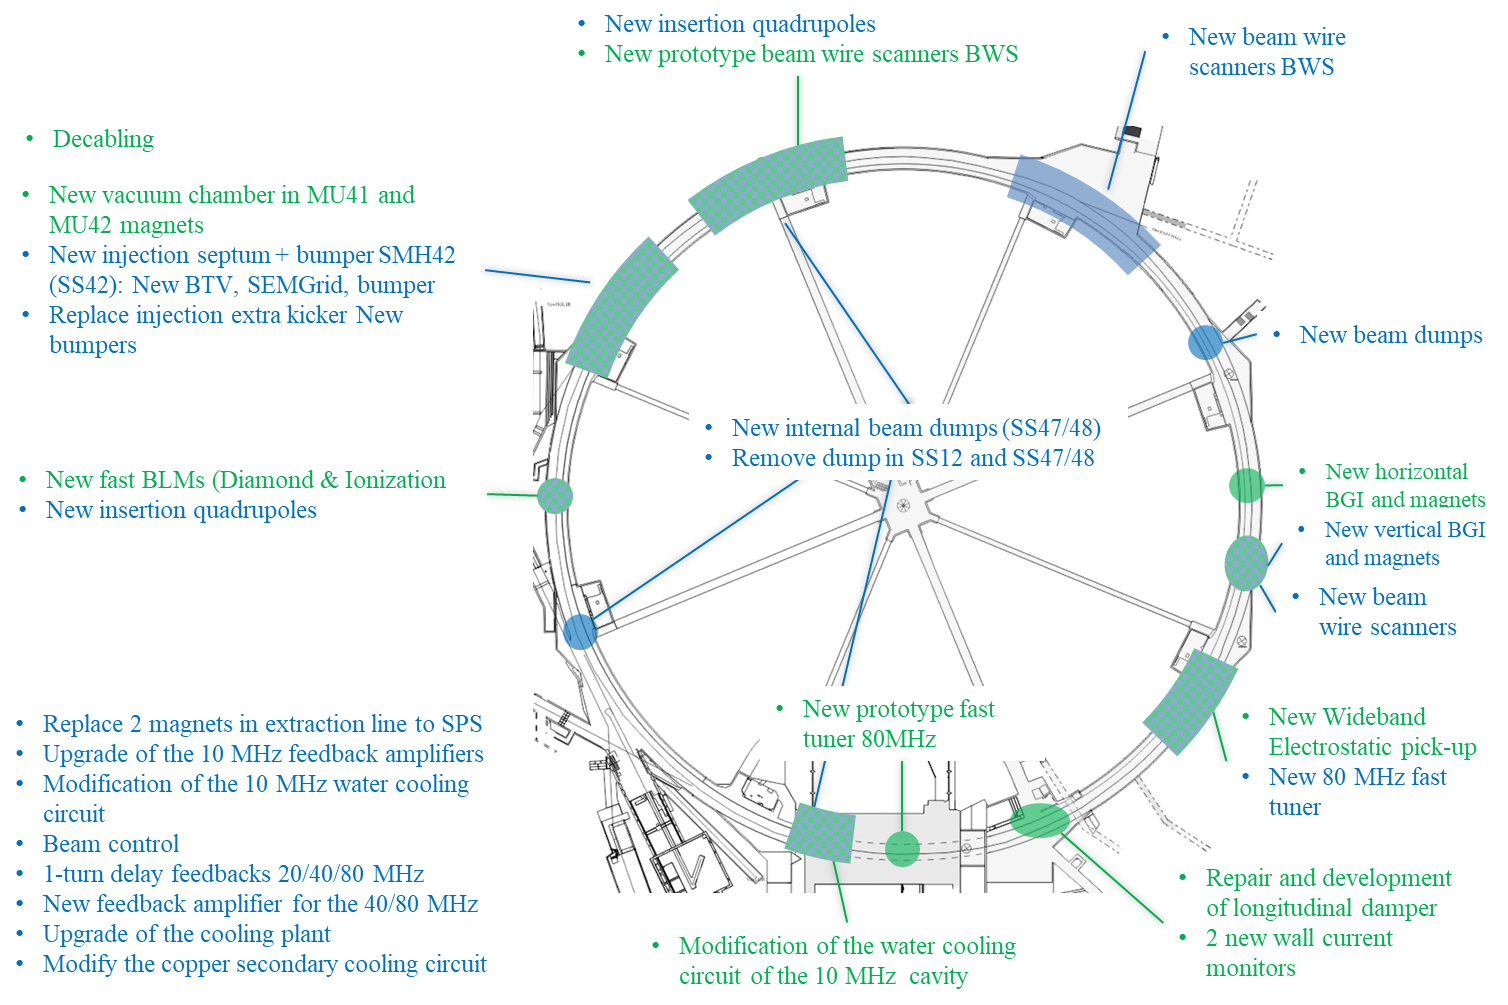 • New insertion quadrupoles
• New prototype beam wire scanners BWS
• New beam wire
scanners BWS
• Decabling
• New vacuum chamber in MU41 and
MU42 magnets
• New injection septum + bumper SMH42
(SS42): New BTV, SEMGrid, bumper
• Replace injection extra kicker New
bumpers
• New beam dumps
• New internal beam dumps (SS47/48)
• Remove dump in SS12 and SS47/48
• New fast BLMs (Diamond & Ionization
• New insertion quadrupoles
• New horizontal
BGI and magnets
• New vertical BGI
and magnets
• New beam
wire scanners
• Replace 2 magnets in extraction line to SPS
• Upgrade of the 10 MHz feedback amplifiers
• Modification of the 10 MHz water cooling
circuit
• Beam control
• 1-turn delay feedbacks 20/40/80 MHz
• New feedback amplifier for the 40/80 MHz
• Upgrade of the cooling plant
• Modify the copper secondary cooling circuit
• New prototype fast
tuner 80MHz
• New Wideband
Electrostatic pick-up
• New 80 MHz fast
tuner
• Modification of the water cooling
circuit of the 10 MHz cavity
• Repair and development
of longitudinal damper
• 2 new wall current
monitors